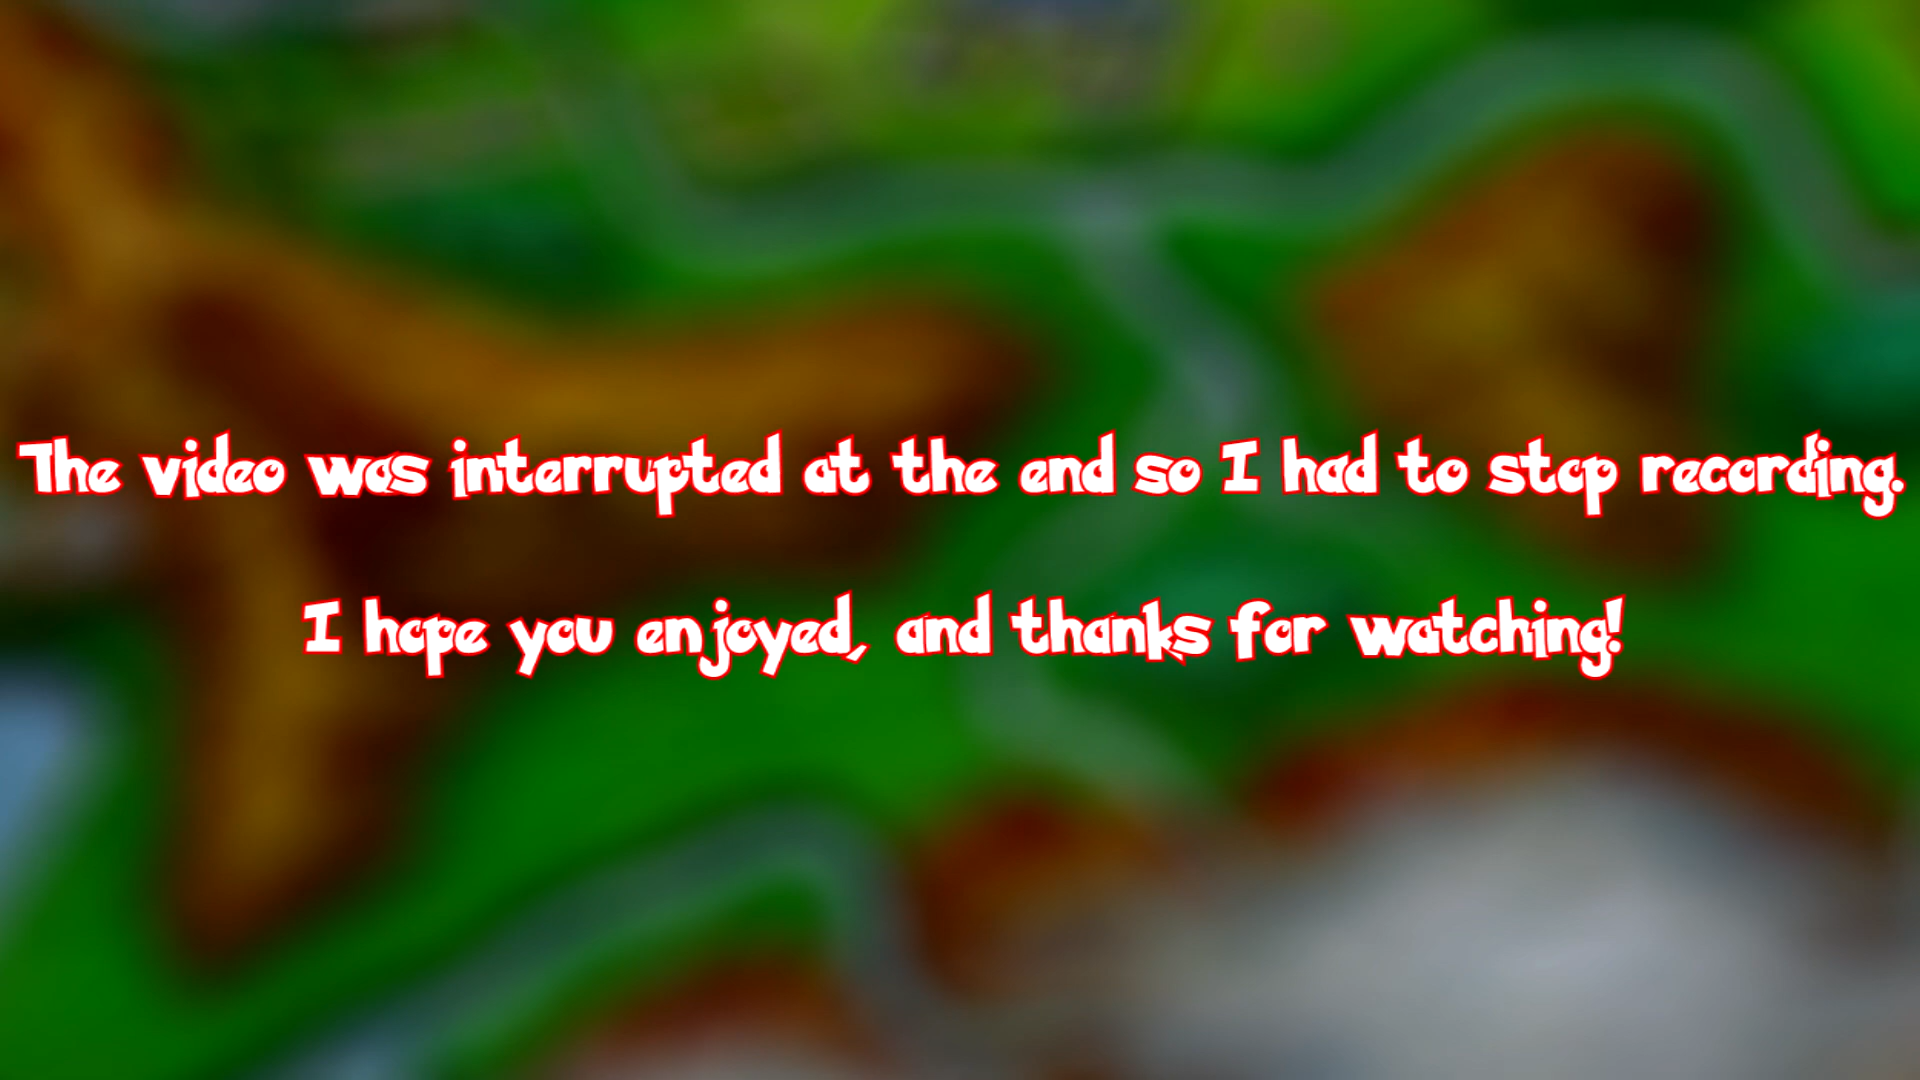 The video was interrupted at the end so I had to stop recording.
I hope you enjoyed, and thanks for watching!